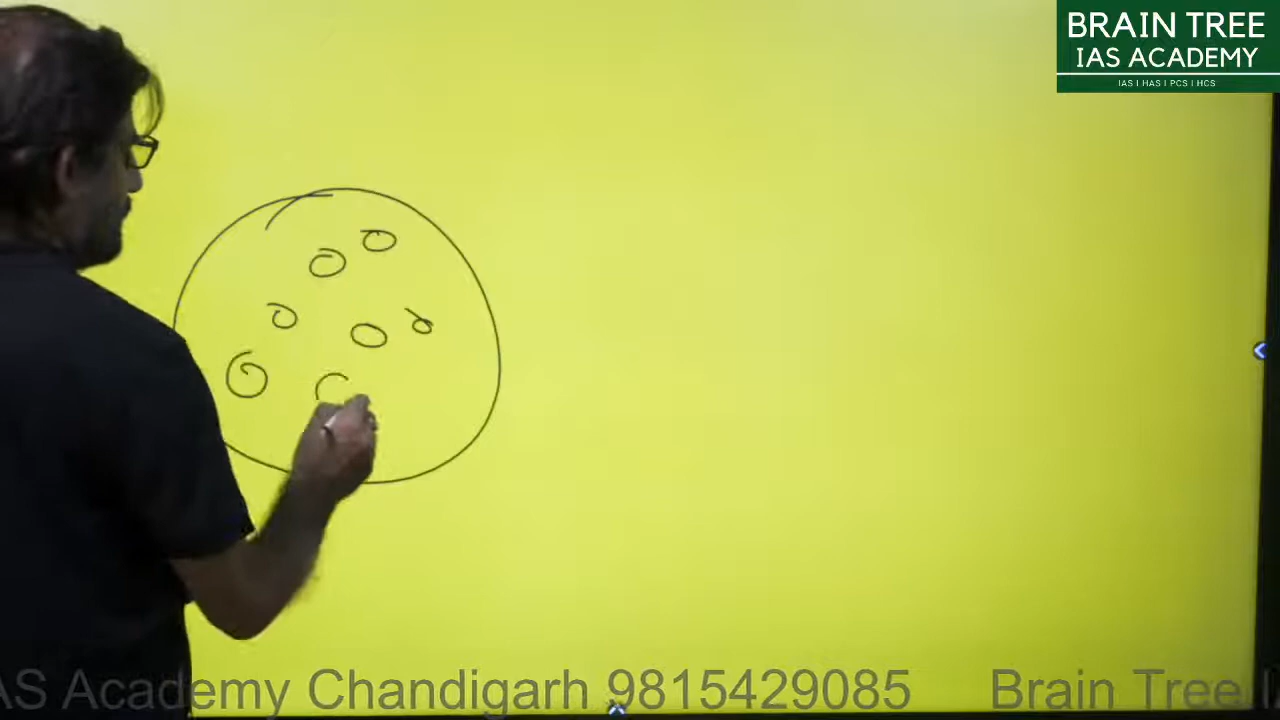 BRAIN TREE
IAS ACADEMY
IAS I HAS I PCS I HCS
AS Academy Chandigarh 9815429085 Brain Tree I